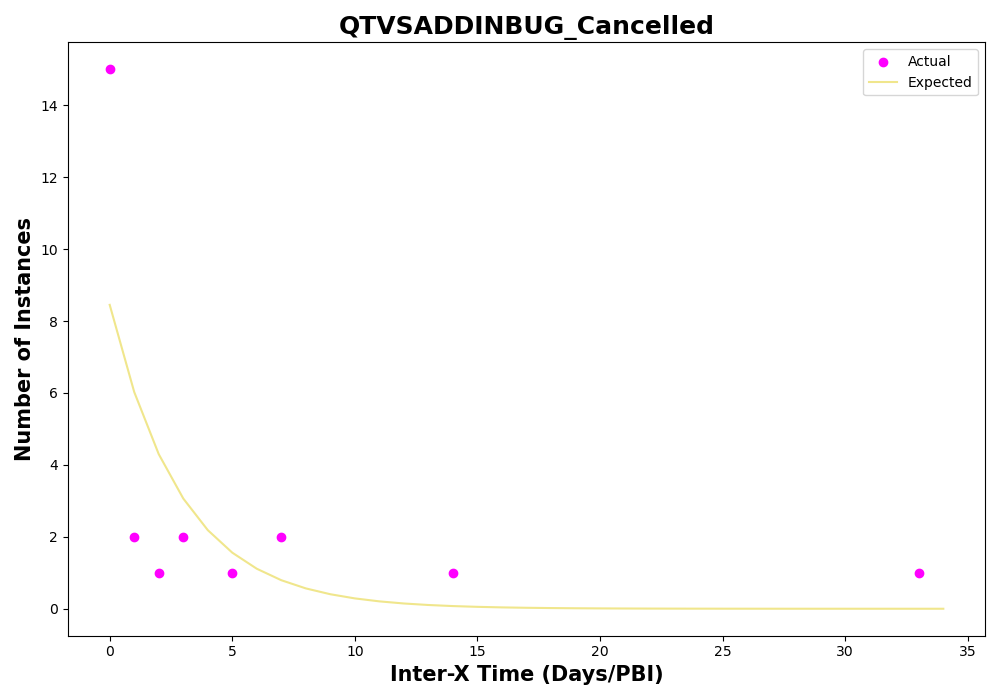 QTVSADDINBUG_Cancelled
Actual
Expected
Number of Instances
14
12
10
8
6
4
2
0
0 5 10 15 20 25 30 35
Inter-X Time (Days/PBI)